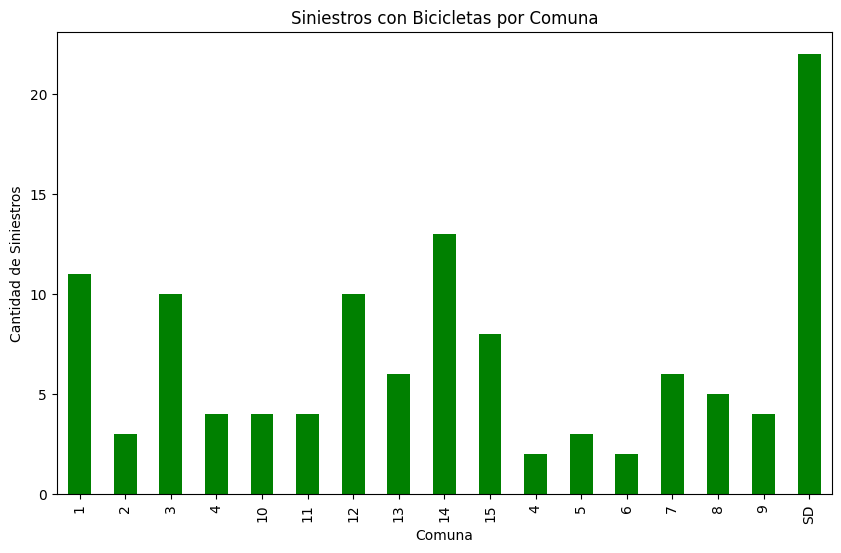 Siniestros con Bicicletas por Comuna
Cantidad de Siniestros
20
15
10
5
0
1 2 3 4 10 11 12 13 14 15 4 5 6 7 8 9 SD
Comuna